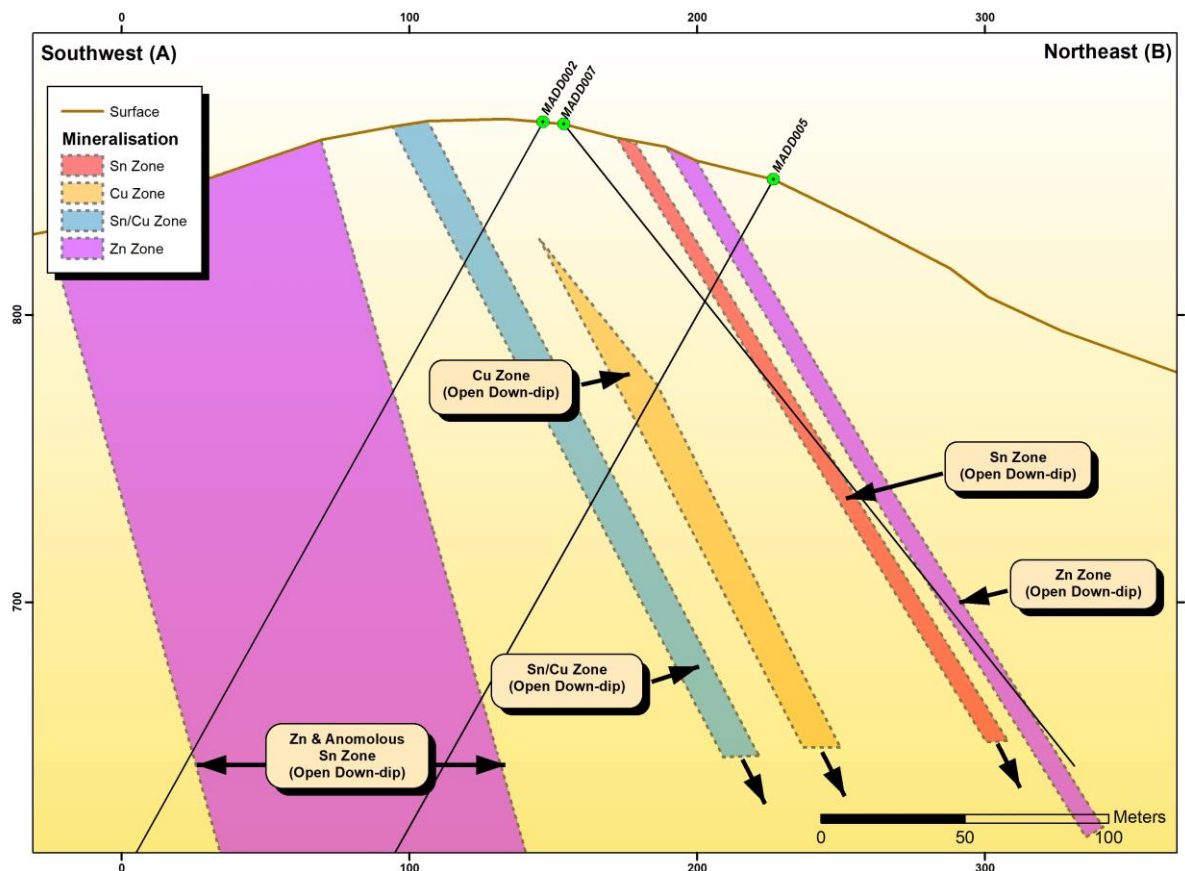 0 100 200 300
Southwest (A)
Northeast (B)
MADD002
MADD007
MADD005
Surface
Mineralisation
Sn Zone
Cu Zone
Sn/Cu Zone
Zn Zone
800
700
Cu Zone
(Open Down-dip)
Sn Zone
(Open Down-dip)
Zn Zone
(Open Down-dip)
Sn/Cu Zone
(Open Down-dip)
Zn & Anomolous
Sn Zone
(Open Down-dip)
Meters
0 50 100
0 100 200 300
800
700